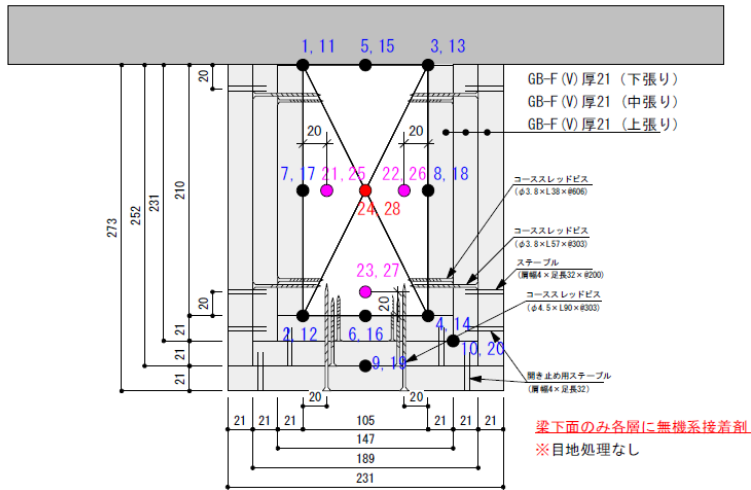 1, 11
5, 15
3, 13
GB-F(V)厚21 (下張り)
GB-F(V)厚21 (中張り)
GB-F(V)厚21 (上張り)
20
20
20
7, 17
21, 25
22, 26
8, 18
24, 28
コーススレッドビス
(φ3.8×L38×@606)
コーススレッドビス
(φ3.8×L57×@303)
ステープル
(肩幅4×足長32×@200)
コーススレッドビス
(φ4.5×L90×@303)
273
252
231
210
23, 27
20
20
2, 12
6, 16
4, 14
10, 20
9, 19
21
21
21
開き止め用ステープル
(肩幅4×足長32)
20
20
21
21
21
105
21
21
21
147
189
231
梁下面のみ各層に無機系接着剤
※目地処理なし